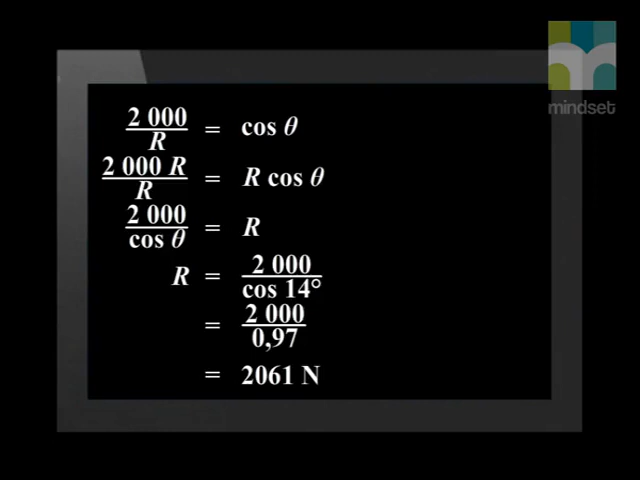 mindset
2 000 / R = cos θ
2 000 R / R = R cos θ
2 000 / cos θ = R
R = 2 000 / cos 14°
= 2 000 / 0,97
= 2061 N